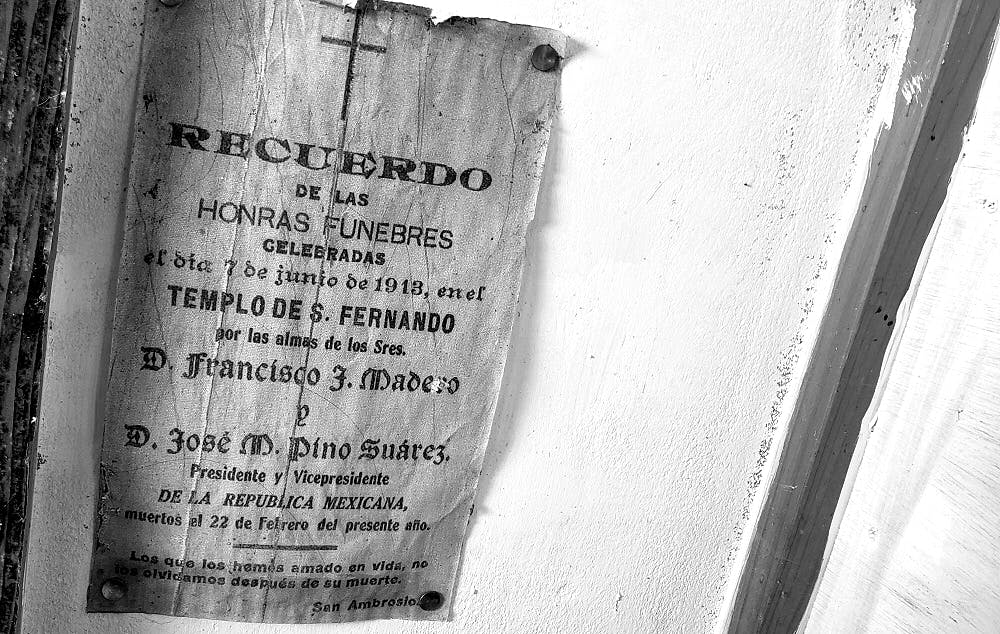 RECUERDO
DE LAS
HONRAS FUNEBRES
CELEBRADAS
el día 7 de junio de 1913, en el
TEMPLO DE S. FERNANDO
por las almas de los Sres.
D. Francisco J. Madero
y
D. José M. Pino Suárez.
Presidente y Vicepresidente
DE LA REPUBLICA MEXICANA,
muertos el 22 de Febrero del presente año.
Los que los hemos amado en vida, no
los olvidamos después de su muerte.
San Ambrosio.